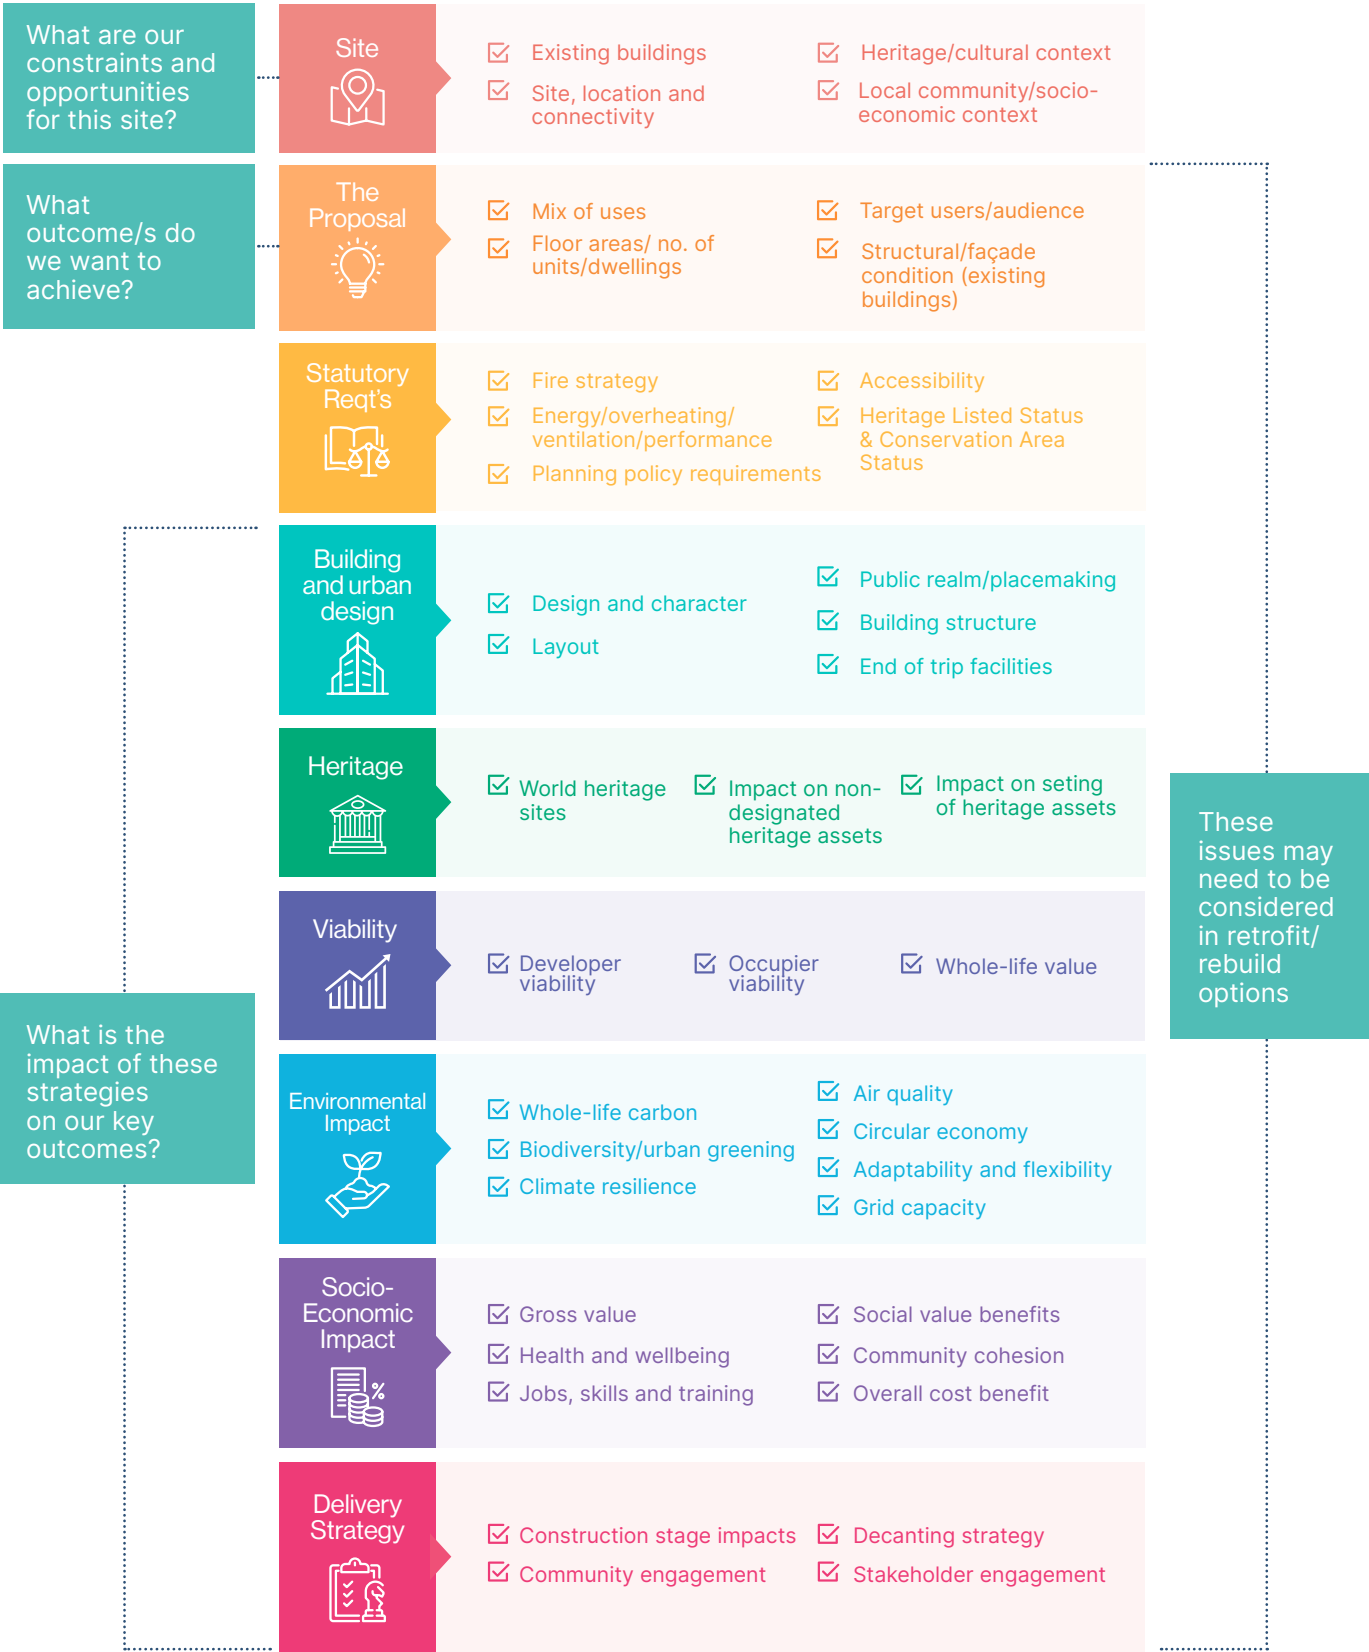 What are our
constraints and
opportunities
for this site?
Site
Existing buildings
Site, location and
connectivity
Heritage/cultural context
Local community/socio-
economic context
What
outcome/s do
we want to
achieve?
The
Proposal
Mix of uses
Floor areas/ no. of
units/dwellings
Target users/audience
Structural/façade
condition (existing
buildings)
Statutory
Reqt's
Fire strategy
Energy/overheating/
ventilation/performance
Planning policy requirements
Accessibility
Heritage Listed Status
& Conservation Area
Status
Building
and urban
design
Design and character
Layout
Public realm/placemaking
Building structure
End of trip facilities
Heritage
World heritage
sites
Impact on non-
designated
heritage assets
Impact on seting
of heritage assets
These
issues may
need to be
considered
in retrofit/
rebuild
options
Viability
Developer
viability
Occupier
viability
Whole-life value
What is the
impact of these
strategies
on our key
outcomes?
Environmental
Impact
Whole-life carbon
Biodiversity/urban greening
Climate resilience
Air quality
Circular economy
Adaptability and flexibility
Grid capacity
Socio-
Economic
Impact
%
Gross value
Health and wellbeing
Jobs, skills and training
Social value benefits
Community cohesion
Overall cost benefit
Delivery
Strategy
Construction stage impacts
Community engagement
Decanting strategy
Stakeholder engagement